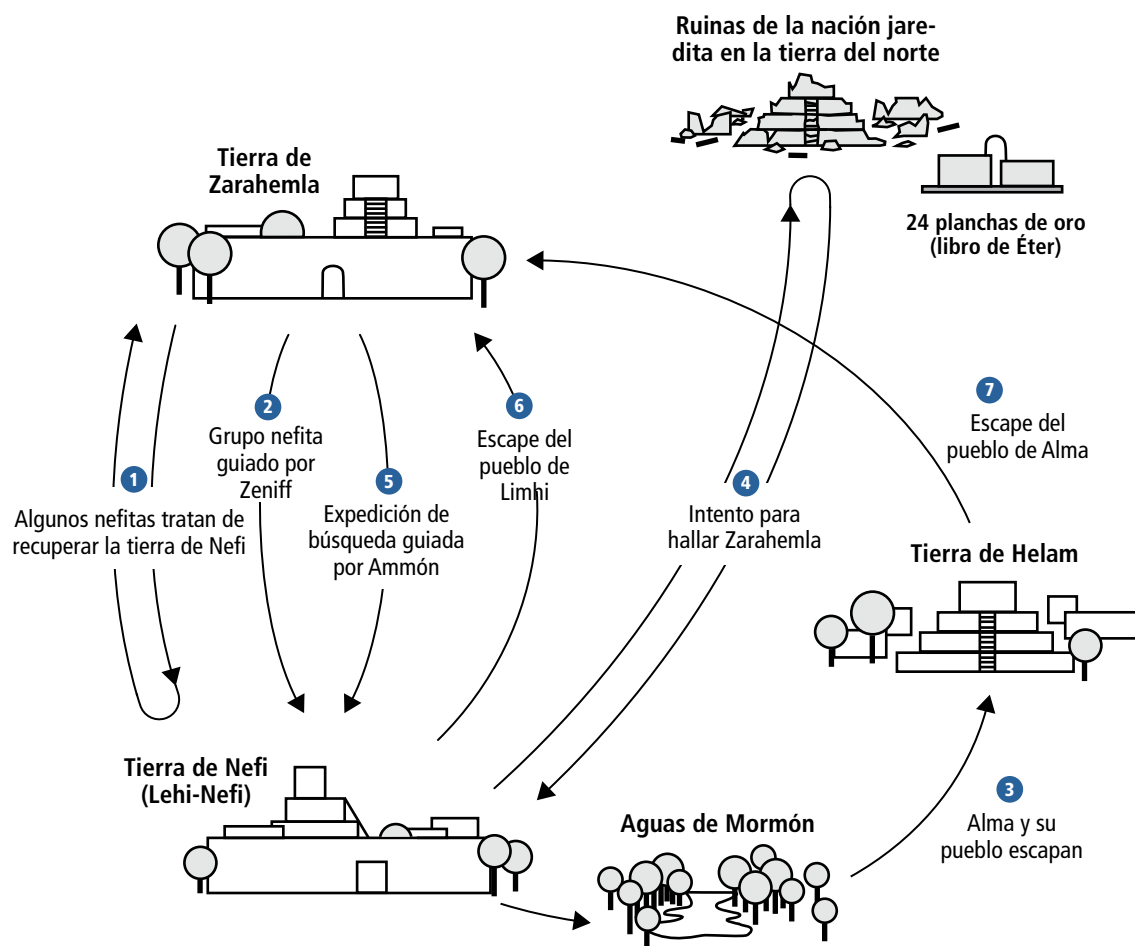 Ruinas de la nación jare-
dita en la tierra del norte
24 planchas de oro
(libro de Éter)
Tierra de
Zarahemla
1
Algunos nefitas tratan de
recuperar la tierra de Nefi
2
Grupo nefita
guiado por
Zeniff
5
Expedición de
búsqueda guiada
por Ammón
6
Escape del
pueblo de
Limhi
4
Intento para
hallar Zarahemla
7
Escape del
pueblo de Alma
Tierra de Helam
Tierra de Nefi
(Lehi-Nefi)
Aguas de Mormón
3
Alma y su
pueblo escapan